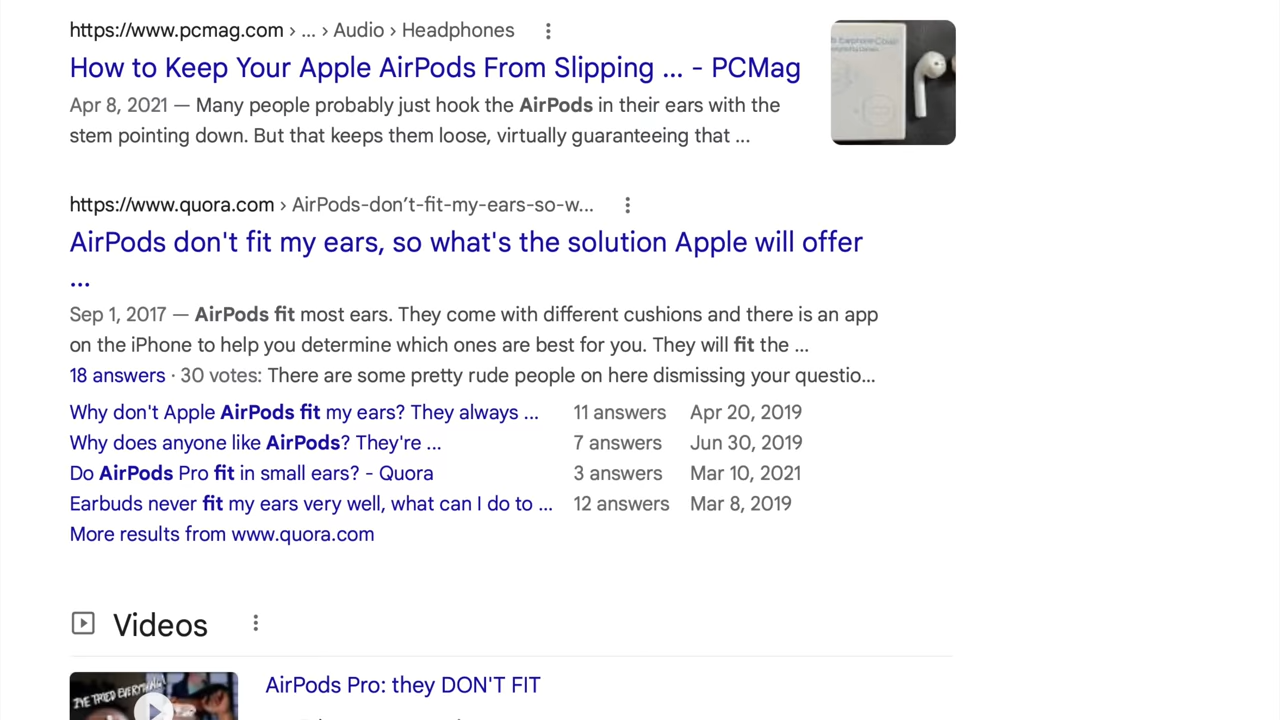 https://www.pcmag.com › ... › Audio › Headphones
How to Keep Your Apple AirPods From Slipping ... - PCMag
Apr 8, 2021 — Many people probably just hook the AirPods in their ears with the
stem pointing down. But that keeps them loose, virtually guaranteeing that ...
https://www.quora.com › AirPods-don’t-fit-my-ears-so-w...
AirPods don't fit my ears, so what's the solution Apple will offer
...
Sep 1, 2017 — AirPods fit most ears. They come with different cushions and there is an app
on the iPhone to help you determine which ones are best for you. They will fit the ...
18 answers · 30 votes: There are some pretty rude people on here dismissing your questio...
Why don't Apple AirPods fit my ears? They always ... 11 answers Apr 20, 2019
Why does anyone like AirPods? They're ... 7 answers Jun 30, 2019
Do AirPods Pro fit in small ears? - Quora 3 answers Mar 10, 2021
Earbuds never fit my ears very well, what can I do to ... 12 answers Mar 8, 2019
More results from www.quora.com
Videos
I'VE TRIED EVERYTHING!
AirPods Pro: they DON'T FIT